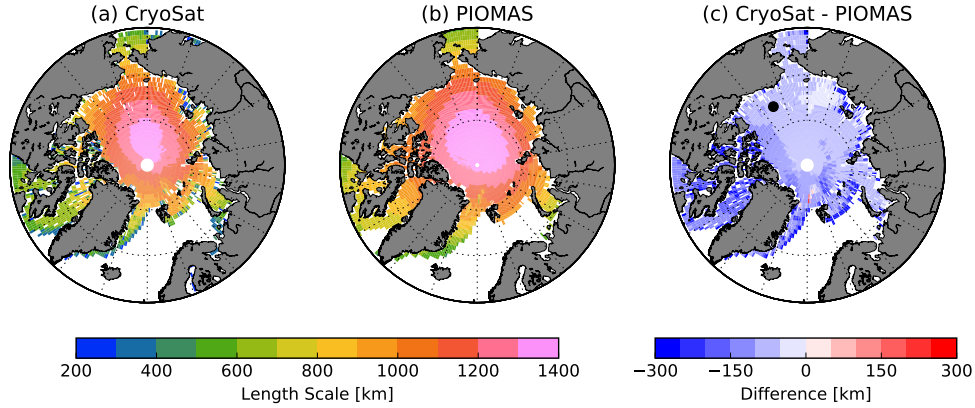 (a) CryoSat
(b) PIOMAS
(c) CryoSat - PIOMAS
200 400 600 800 1000 1200 1400
Length Scale [km]
−300 −150 0 150 300
Difference [km]